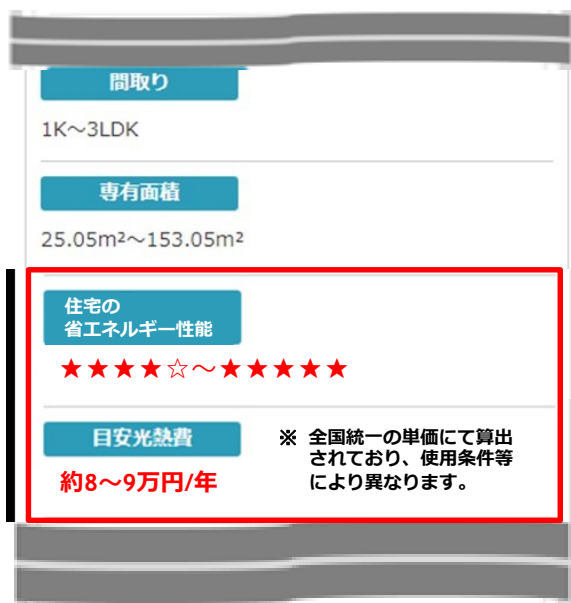 間取り
1K～3LDK
専有面積
25.05m²～153.05m²
住宅の
省エネルギー性能
★★★★☆～★★★★★
目安光熱費
約8～9万円/年
※ 全国統一の単価にて算出
されており、使用条件等
により異なります。